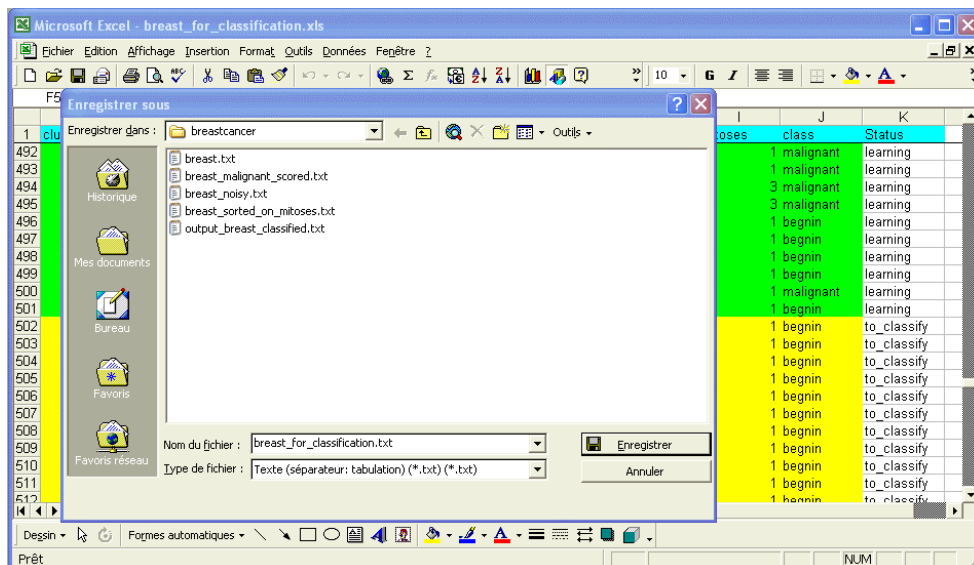 Microsoft Excel - breast_for_classification.xls
Fichier Edition Affichage Insertion Format Outils Données Fenêtre ?
10 G I
F5
Enregistrer sous
Enregistrer dans : breastcancer Outils
Historique
Mes documents
Bureau
Favoris
Favoris réseau
breast.txt
breast_malignant_scored.txt
breast_noisy.txt
breast_sorted_on_mitoses.txt
output_breast_classified.txt
Nom du fichier : breast_for_classification.txt Enregistrer
Type de fichier : Texte (séparateur: tabulation) (*.txt) (*.txt) Annuler
I J K
1 clu toses class Status
492 1 malignant learning
493 1 malignant learning
494 3 malignant learning
495 3 malignant learning
496 1 begnin learning
497 1 begnin learning
498 1 begnin learning
499 1 begnin learning
500 1 malignant learning
501 1 begnin learning
502 1 begnin to_classify
503 1 begnin to_classify
504 1 begnin to_classify
505 1 begnin to_classify
506 1 begnin to_classify
507 1 begnin to_classify
508 1 begnin to_classify
509 1 begnin to_classify
510 1 begnin to_classify
511 1 begnin to_classify
512 1 begnin to_classify
Dessin Formes automatiques
Prêt NUM